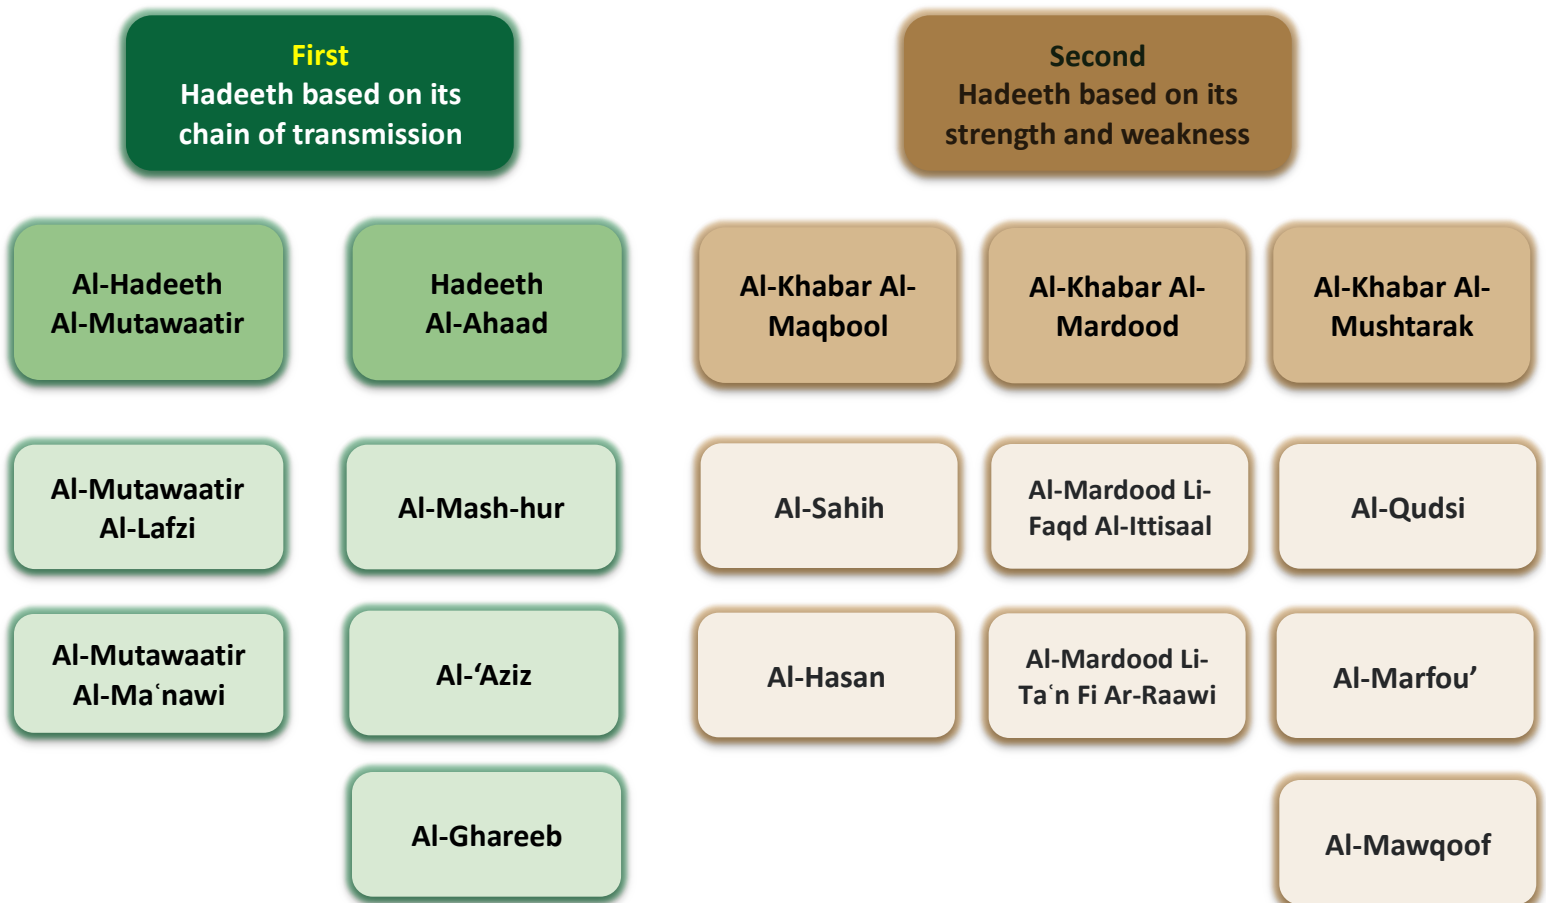 First
Hadeeth based on its
chain of transmission
Second
Hadeeth based on its
strength and weakness
Al-Hadeeth
Al-Mutawaatir
Hadeeth
Al-Ahaad
Al-Khabar Al-
Maqbool
Al-Khabar Al-
Mardood
Al-Khabar Al-
Mushtarak
Al-Mutawaatir
Al-Lafzi
Al-Mash-hur
Al-Sahih
Al-Mardood Li-
Faqd Al-Ittisaal
Al-Qudsi
Al-Mutawaatir
Al-Maʿnawi
Al-‘Aziz
Al-Hasan
Al-Mardood Li-
Taʿn Fi Ar-Raawi
Al-Marfou’
Al-Ghareeb
Al-Mawqoof